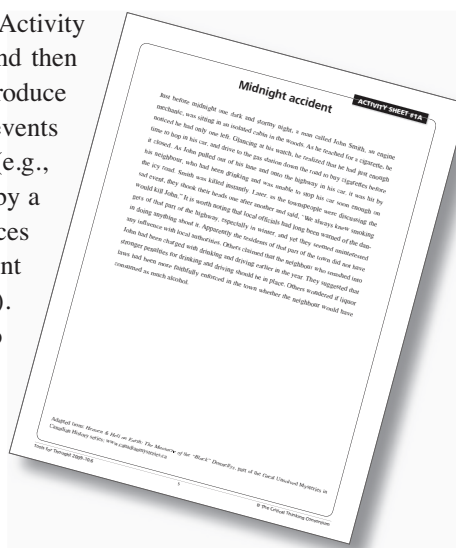 Activity
nd then
roduce
events
(e.g.,
by a
ces
nt
).
Midnight accident
ACTIVITY SHEET #1A
Just before midnight one dark and stormy night, a man called John Smith, an engine
mechanic, was sitting in an isolated cabin in the woods. As he reached for a cigarette, he
noticed he had only one left. Glancing at his watch, he realized that he had just enough
time to hop in his car, and drive to the gas station down the road to buy cigarettes before
it closed. As John pulled out of his lane and onto the highway in his car, it was hit by
his neighbour, who had been drinking and was unable to stop his car soon enough on
the icy road. Smith was killed instantly. Later, as the townspeople were discussing the
sad event, they shook their heads one after another and said, "We always knew smoking
would kill John." It is worth noting that local officials had long been warned of the dan-
gers of that part of the highway, especially in winter, and yet they seemed uninterested
in doing anything about it. Apparently the residents of that part of the town did not have
any influence with local authorities. Others claimed that the neighbour who smashed into
John had been charged with drinking and driving earlier in the year. They suggested that
stronger penalties for drinking and driving should be in place. Others wondered if liquor
laws had been more faithfully enforced in the town whether the neighbour would have
consumed as much alcohol.
Adapted from: Heaven & Hell on Earth: The Massacre of the "Black" Donnellys, part of the Great Unsolved Mysteries in
Canadian History series; www.canadianmysteries.ca
Tools for Thought 2009-10:6
1
© The Critical Thinking Consortium